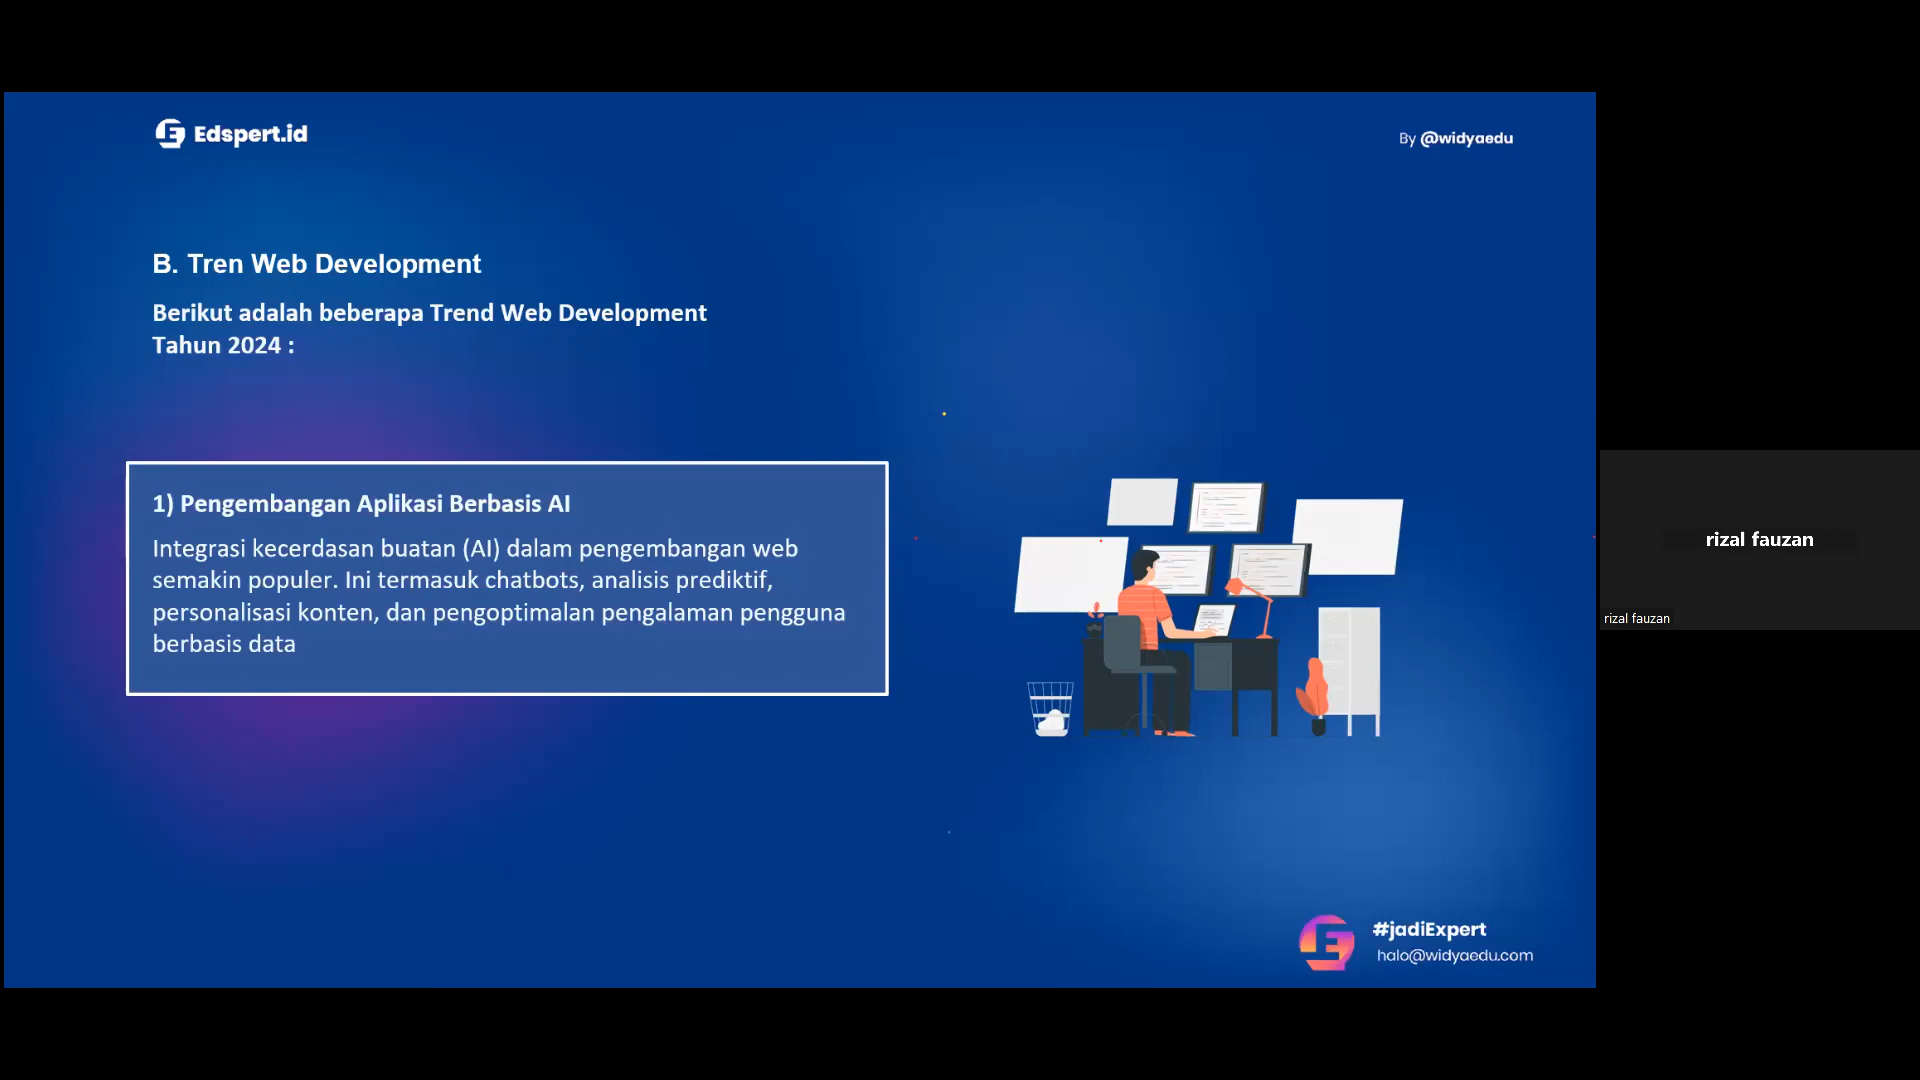 Edspert.id
By @widyaedu
B. Tren Web Development
Berikut adalah beberapa Trend Web Development
Tahun 2024 :
1) Pengembangan Aplikasi Berbasis AI
Integrasi kecerdasan buatan (AI) dalam pengembangan web
semakin populer. Ini termasuk chatbots, analisis prediktif,
personalisasi konten, dan pengoptimalan pengalaman pengguna
berbasis data
rizal fauzan
rizal fauzan
#jadiExpert
halo@widyaedu.com